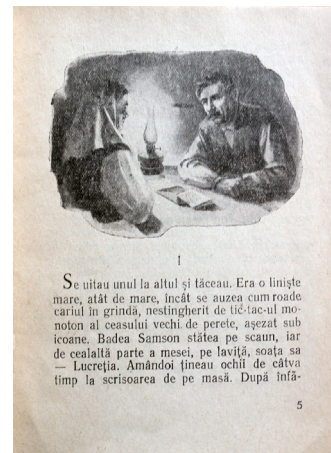 I
Se uitau unul la altul și tăceau. Era o liniște
mare, atât de mare, încât se auzea cum roade
cariul în grindă, nestingherit de tic-tac-ul mo-
noton al ceasului vechi de perete, așezat sub
icoane. Badea Samson stătea pe scaun, iar
de cealaltă parte a mesei, pe laviță, soața sa
— Lucreția. Amândoi țineau ochii de câtva
timp la scrisoarea de pe masă. După înfă-
5